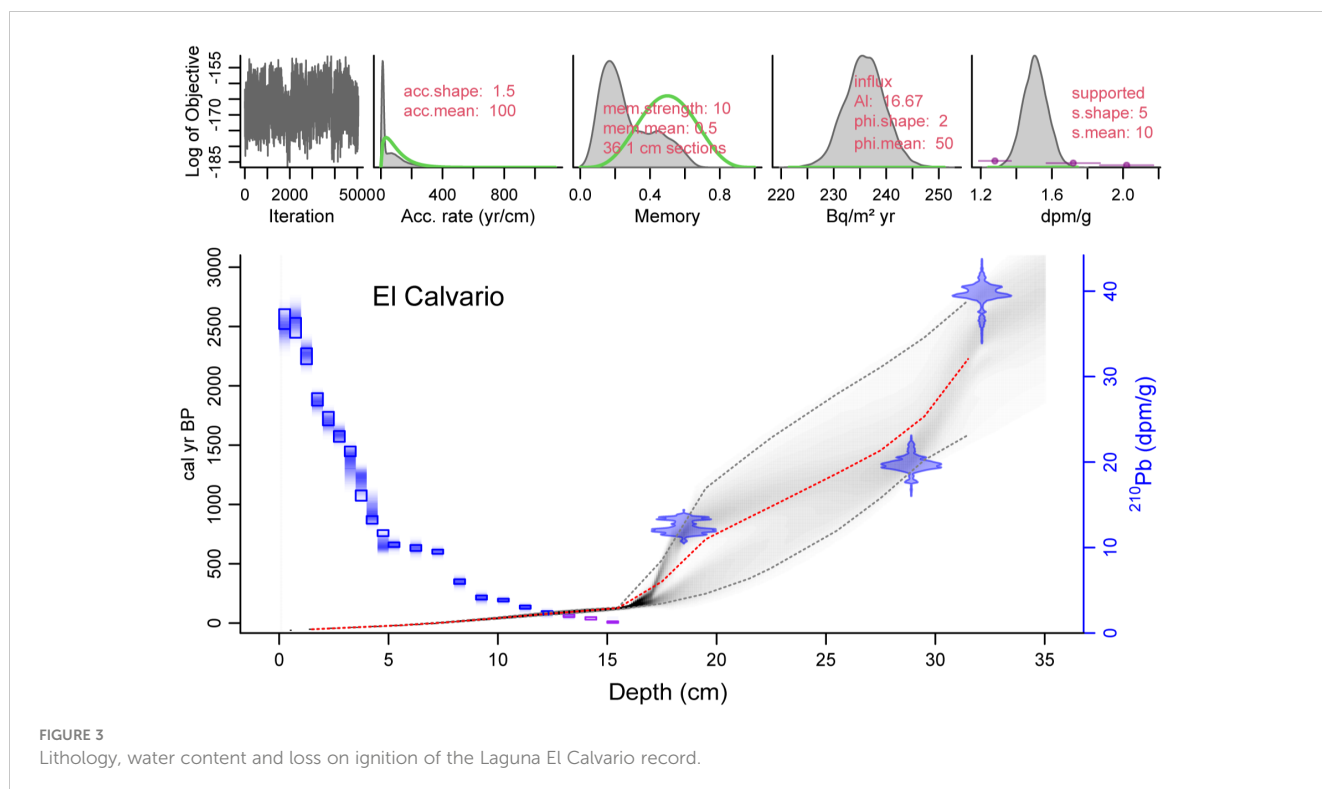 Log of Objective
-185
-170
-155
0
2000
50000
Iteration
acc.shape: 1.5
acc.mean: 100
0
400
800
Acc. rate (yr/cm)
mem.strength: 10
mem.mean: 0.5
36 1 cm sections
0.0
0.4
0.8
Memory
influx
Al: 16.67
phi.shape: 2
phi.mean: 50
220
230
240
250
Bq/m² yr
supported
s.shape: 5
s.mean: 10
1.2
1.6
2.0
dpm/g
El Calvario
cal yr BP
0
500
1000
1500
2000
2500
3000
0
5
10
15
20
25
30
35
Depth (cm)
0
10
20
30
40
²¹⁰Pb (dpm/g)
FIGURE 3
Lithology, water content and loss on ignition of the Laguna El Calvario record.